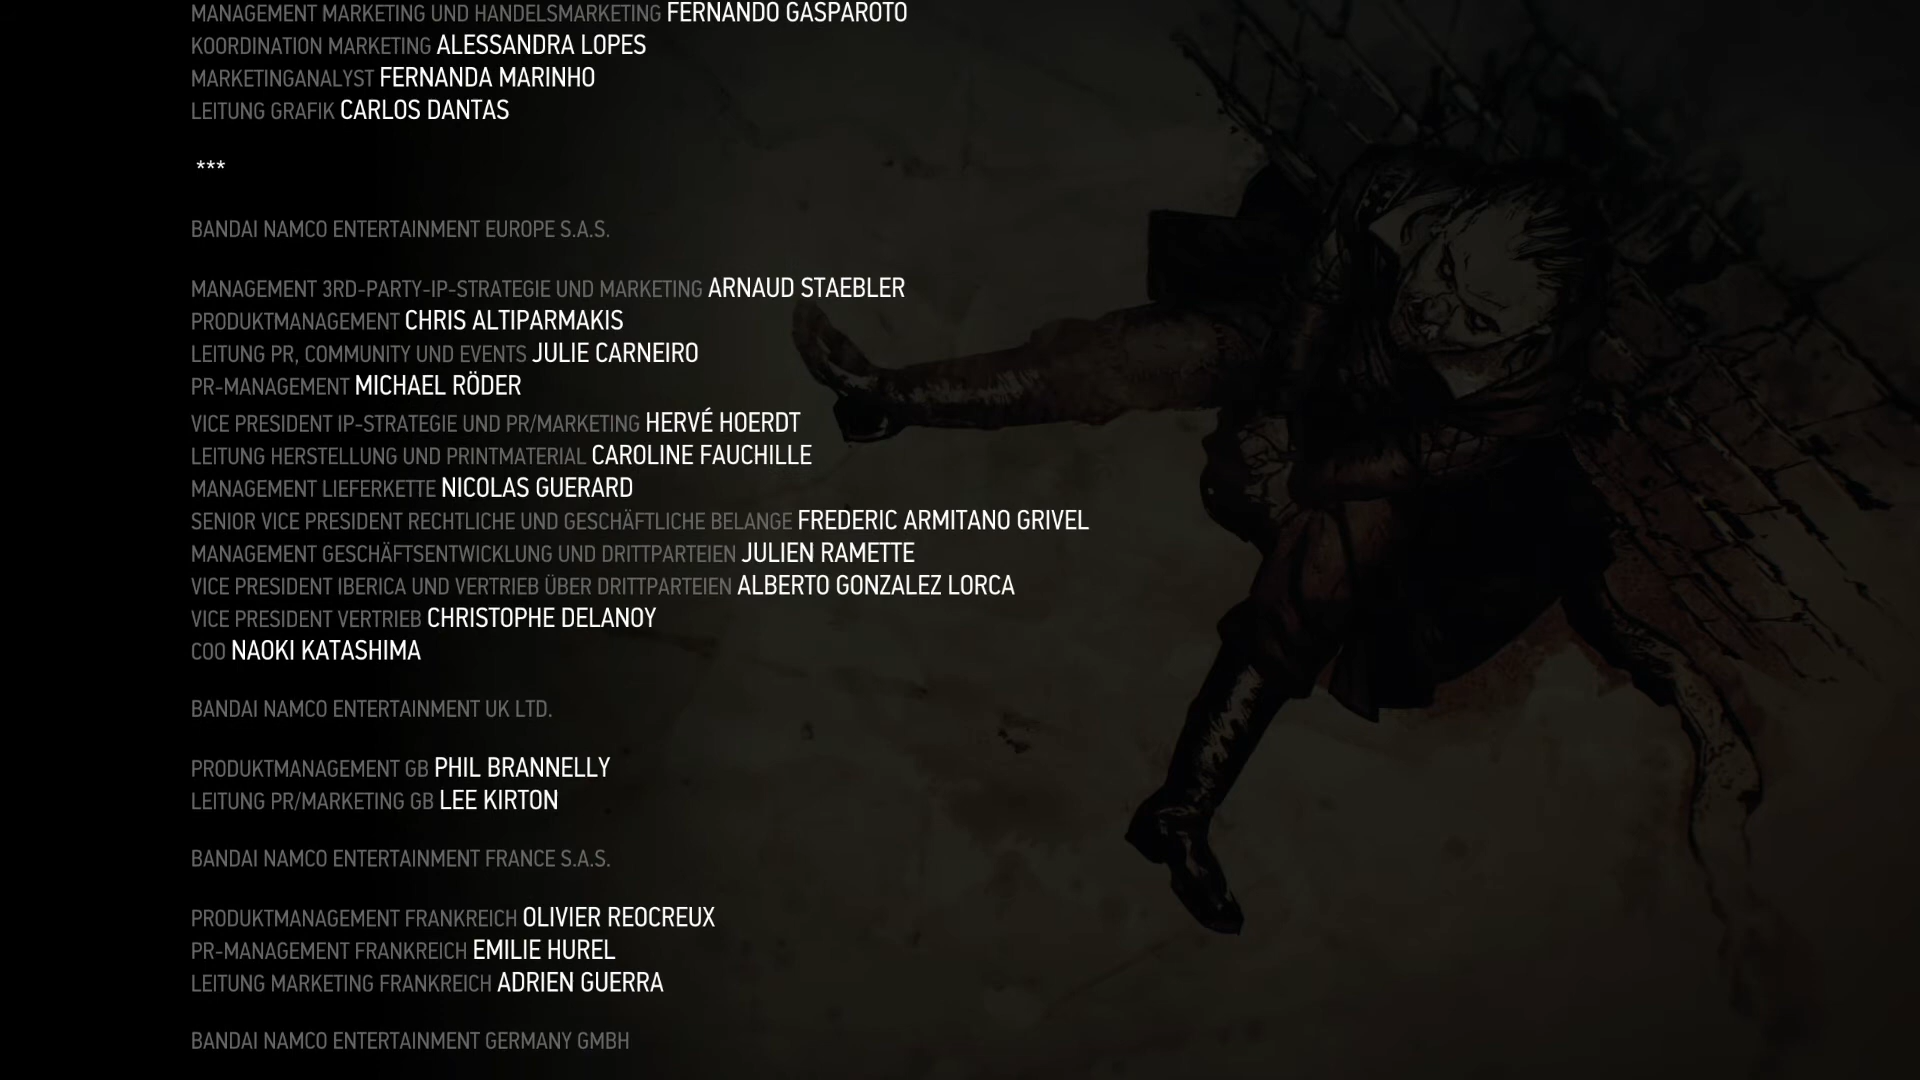 MANAGEMENT MARKETING UND HANDELSMARKETING FERNANDO GASPAROTO
KOORDINATION MARKETING ALESSANDRA LOPES
MARKETINGANALYST FERNANDA MARINHO
LEITUNG GRAFIK CARLOS DANTAS
***
BANDAI NAMCO ENTERTAINMENT EUROPE S.A.S.
MANAGEMENT 3RD-PARTY-IP-STRATEGIE UND MARKETING ARNAUD STAEBLER
PRODUKTMANAGEMENT CHRIS ALTIPARMAKIS
LEITUNG PR, COMMUNITY UND EVENTS JULIE CARNEIRO
PR-MANAGEMENT MICHAEL RÖDER
VICE PRESIDENT IP-STRATEGIE UND PR/MARKETING HERVÉ HOERDT
LEITUNG HERSTELLUNG UND PRINTMATERIAL CAROLINE FAUCHILLE
MANAGEMENT LIEFERKETTE NICOLAS GUERARD
SENIOR VICE PRESIDENT RECHTLICHE UND GESCHÄFTLICHE BELANGE FREDERIC ARMITANO GRIVEL
MANAGEMENT GESCHÄFTSENTWICKLUNG UND DRITTPARTEIEN JULIEN RAMETTE
VICE PRESIDENT IBERICA UND VERTRIEB ÜBER DRITTPARTEIEN ALBERTO GONZALEZ LORCA
VICE PRESIDENT VERTRIEB CHRISTOPHE DELANOY
COO NAOKI KATASHIMA
BANDAI NAMCO ENTERTAINMENT UK LTD.
PRODUKTMANAGEMENT GB PHIL BRANNELLY
LEITUNG PR/MARKETING GB LEE KIRTON
BANDAI NAMCO ENTERTAINMENT FRANCE S.A.S.
PRODUKTMANAGEMENT FRANKREICH OLIVIER REOCREUX
PR-MANAGEMENT FRANKREICH EMILIE HUREL
LEITUNG MARKETING FRANKREICH ADRIEN GUERRA
BANDAI NAMCO ENTERTAINMENT GERMANY GMBH